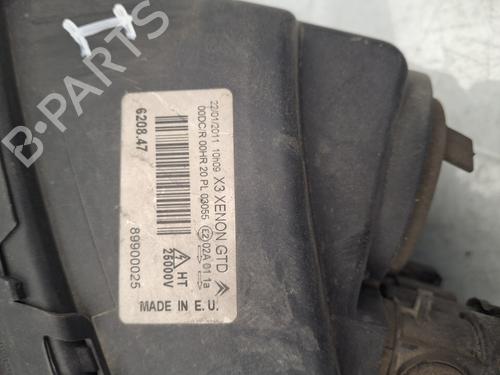 22/01/2011 10h09 X3 XENON GTD
00DC/R 00HR 20 PL 03055 E2 02A 01 1a
6208.47
HT
25000V
89900025
MADE IN E.U.
B-PARTS